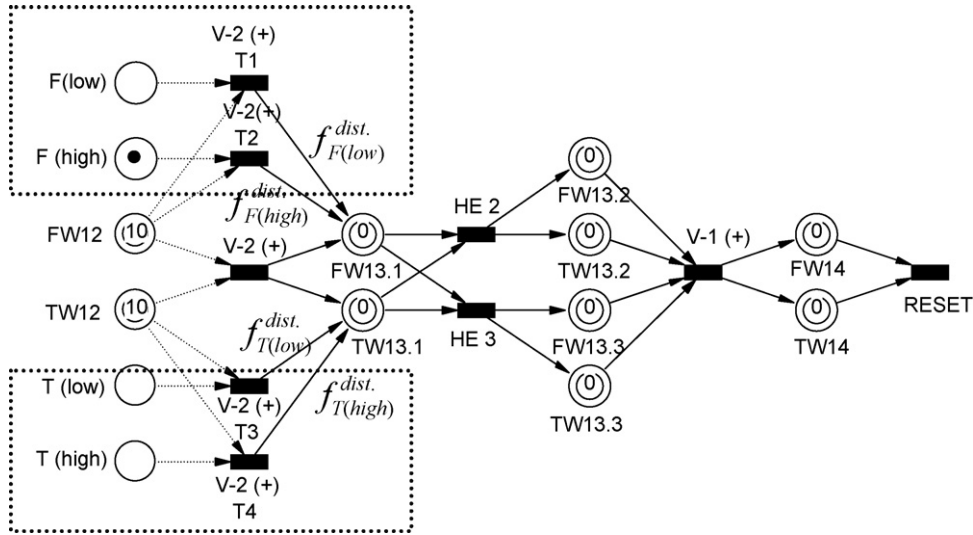 V-2 (+)
T1
F(low)
V-2(+)
T2
f dist. F(low)
F (high)
f dist. F(high)
FW12
10
V-2 (+)
0
FW13.1
TW12
10
0
TW13.1
f dist. T(low)
T (low)
V-2 (+)
T3
f dist. T(high)
T (high)
V-2 (+)
T4
HE 2
HE 3
0
FW13.2
0
TW13.2
0
FW13.3
0
TW13.3
V-1 (+)
0
FW14
0
TW14
RESET